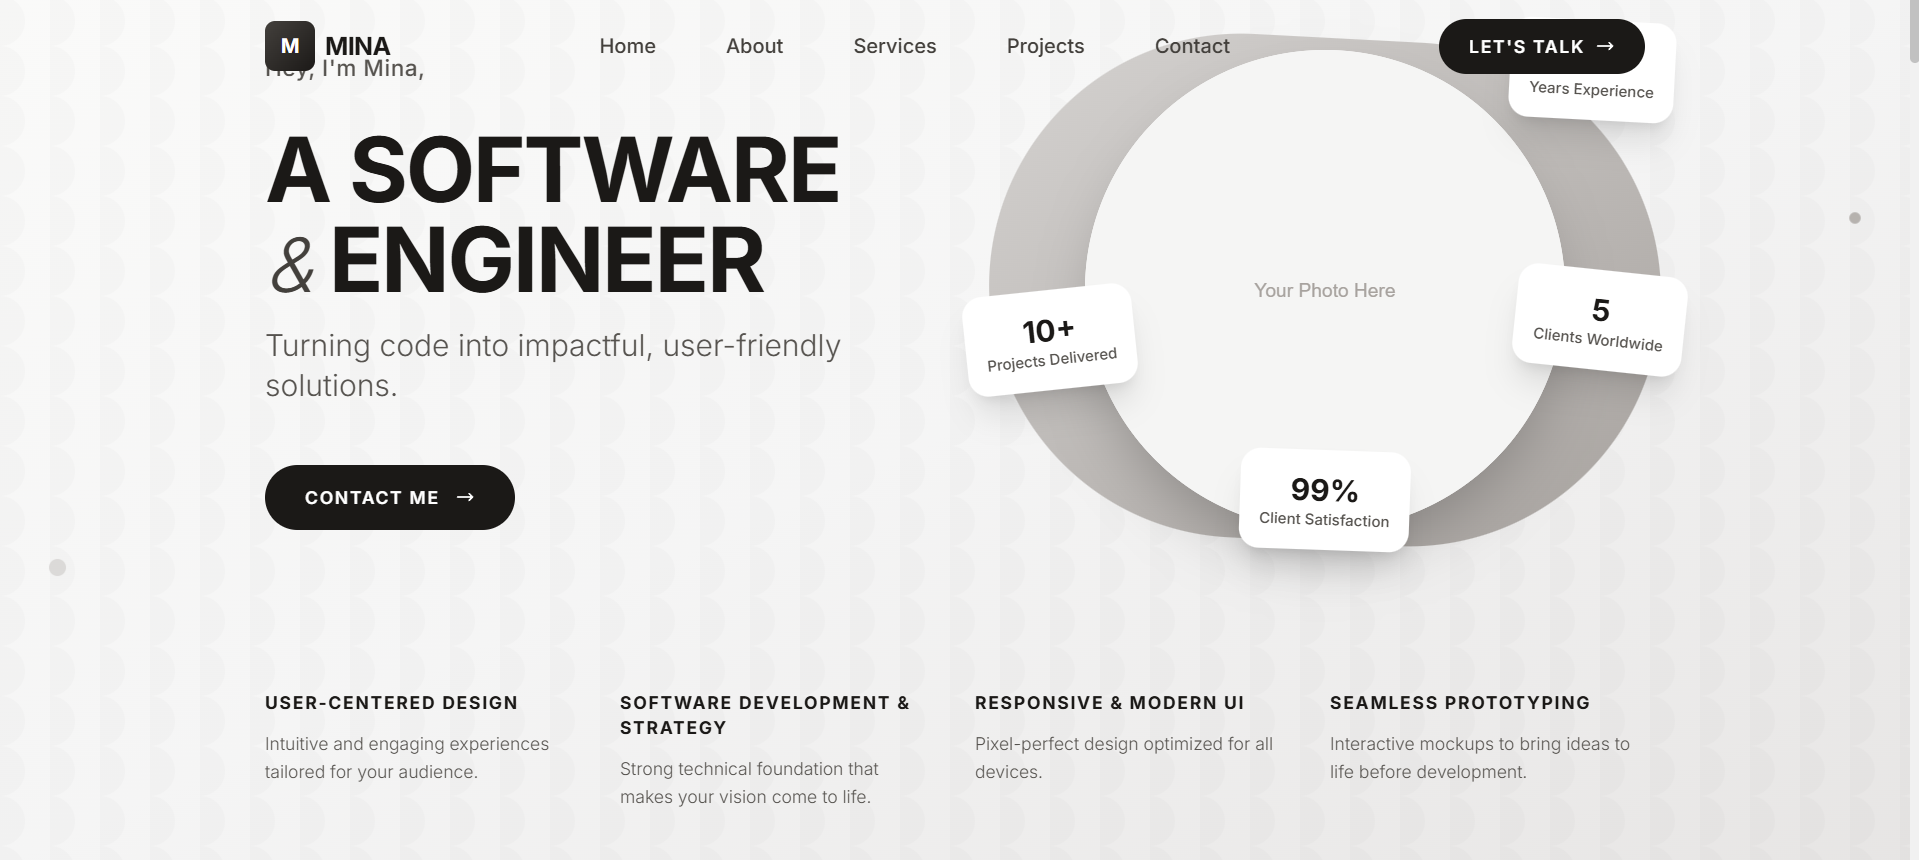 M MINA
Home
About
Services
Projects
Contact
LET'S TALK →
Hey, I'm Mina,
A SOFTWARE
& ENGINEER
Turning code into impactful, user-friendly
solutions.
CONTACT ME →
Years Experience
Your Photo Here
10+
Projects Delivered
5
Clients Worldwide
99%
Client Satisfaction
USER-CENTERED DESIGN
Intuitive and engaging experiences
tailored for your audience.
SOFTWARE DEVELOPMENT &
STRATEGY
Strong technical foundation that
makes your vision come to life.
RESPONSIVE & MODERN UI
Pixel-perfect design optimized for all
devices.
SEAMLESS PROTOTYPING
Interactive mockups to bring ideas to
life before development.